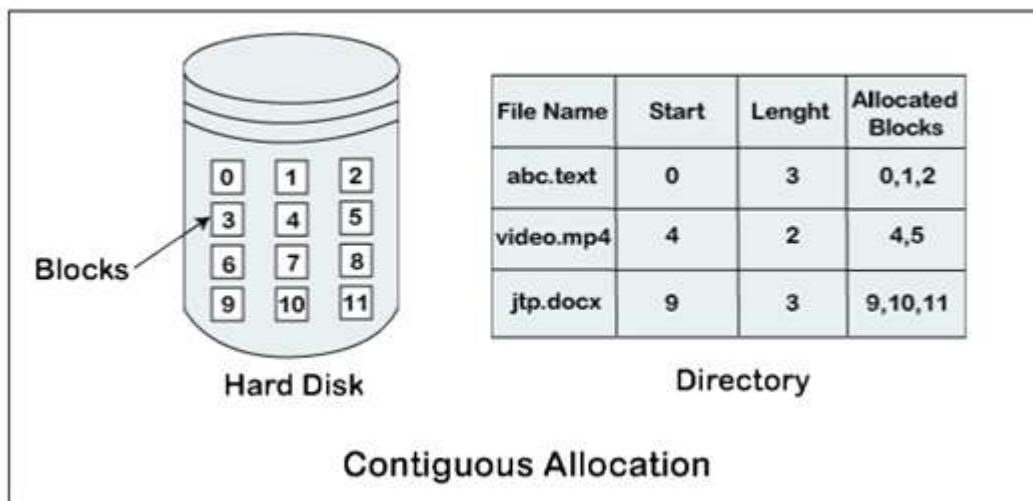 0 1 2
3 4 5
6 7 8
9 10 11
Blocks
Hard Disk
File Name Start Lenght Allocated Blocks
abc.text 0 3 0,1,2
video.mp4 4 2 4,5
jtp.docx 9 3 9,10,11
Directory
Contiguous Allocation